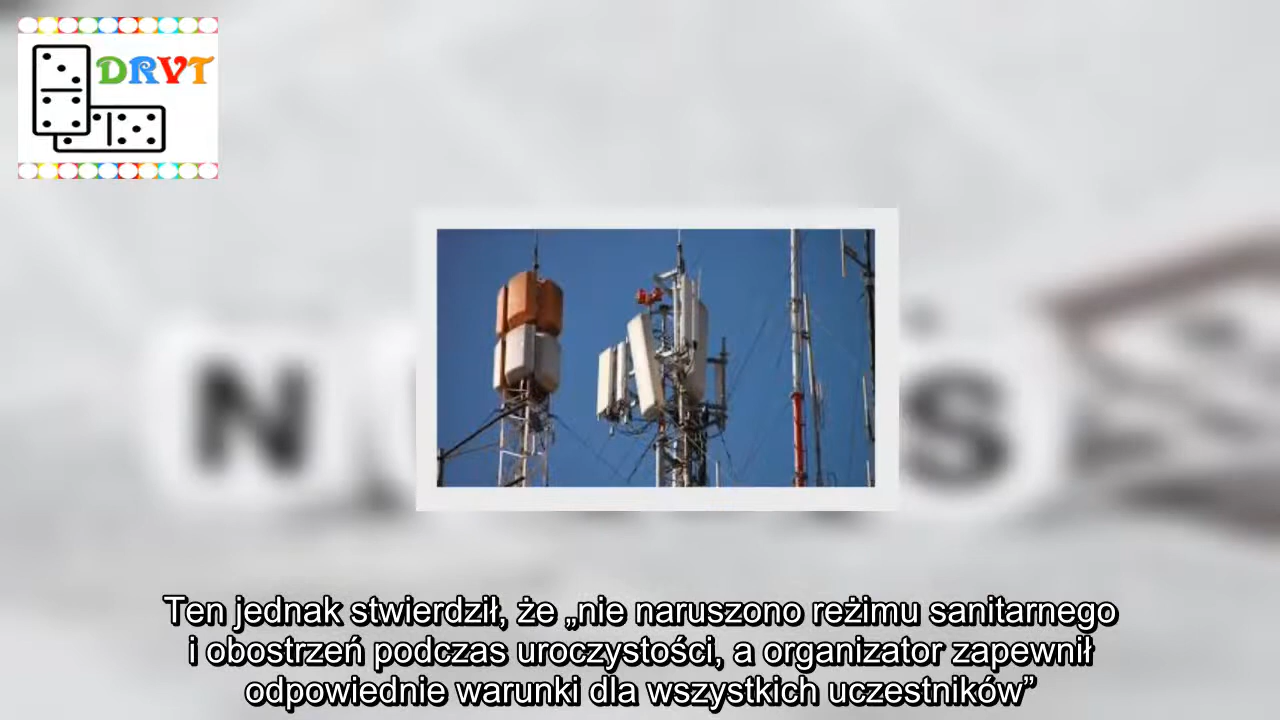 DRVT
N S
Ten jednak stwierdził, że „nie naruszono reżimu sanitarnego
i obostrzeń podczas uroczystości, a organizator zapewnił
odpowiednie warunki dla wszystkich uczestników”